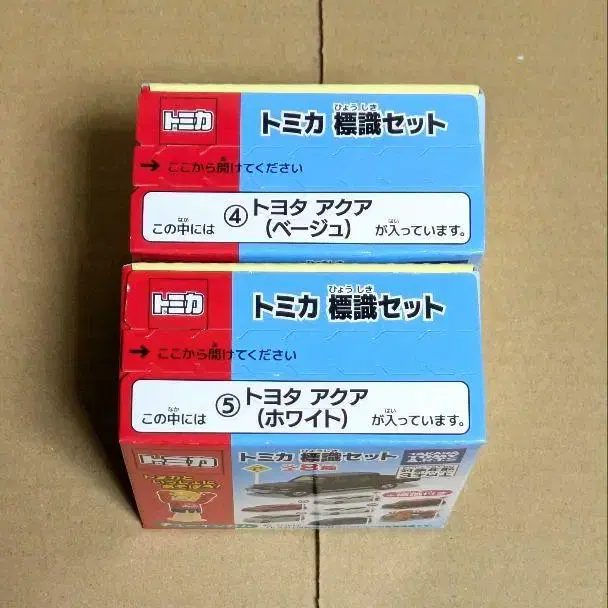 トミカ
ひょうしき
トミカ 標識セット
→ ここから開けてください
なか
この中には
④ トヨタ アクア
(ベージュ)
はい
が入っています。
トミカ
ひょうしき
トミカ 標識セット
→ ここから開けてください
なか
この中には
⑤ トヨタ アクア
(ホワイト)
はい
が入っています。
トミカ
トミカ 標識セット
全8種